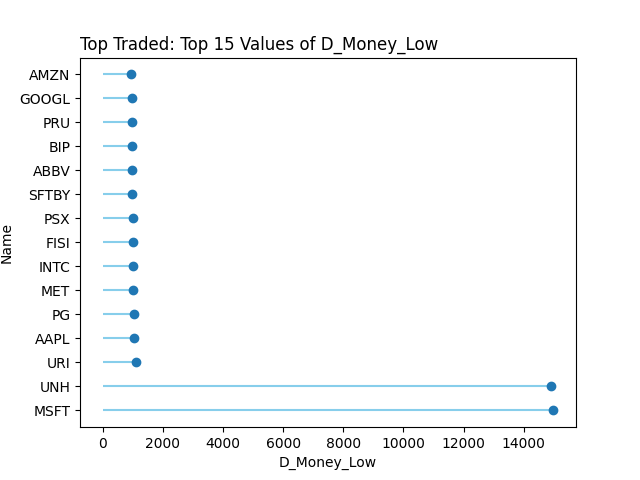 Top Traded: Top 15 Values of D_Money_Low
AMZN
GOOGL
PRU
BIP
ABBV
SFTBY
PSX
FISI
INTC
MET
PG
AAPL
URI
UNH
MSFT
Name
0 2000 4000 6000 8000 10000 12000 14000
D_Money_Low